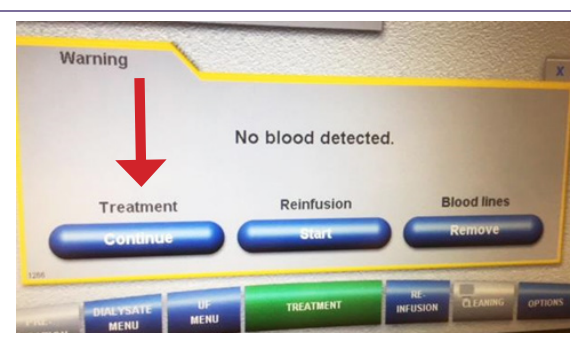 Warning
X
No blood detected.
Treatment Reinfusion Blood lines
Continue Start Remove
1266
DIALYSATE MENU
UF MENU
TREATMENT
RE-INFUSION
CLEANING
OPTIONS